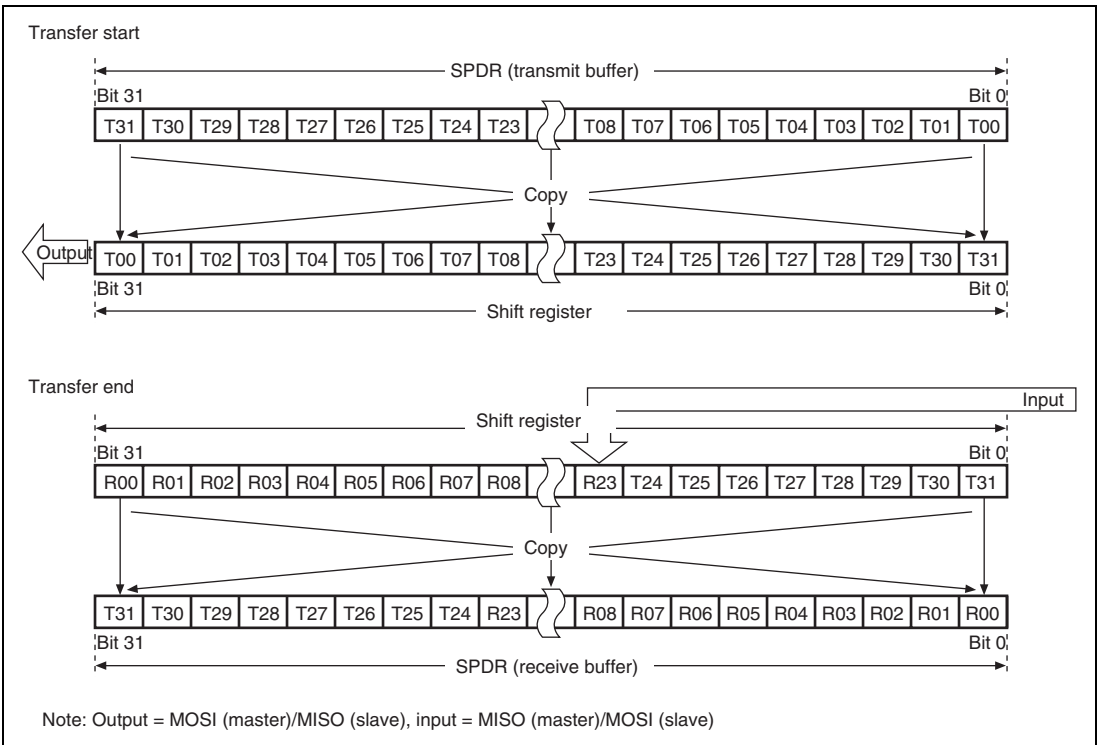 Transfer start
SPDR (transmit buffer)
Bit 31 Bit 0
T31 T30 T29 T28 T27 T26 T25 T24 T23 T08 T07 T06 T05 T04 T03 T02 T01 T00
Copy
Output T00 T01 T02 T03 T04 T05 T06 T07 T08 T23 T24 T25 T26 T27 T28 T29 T30 T31
Bit 31 Bit 0
Shift register
Transfer end
Input
Shift register
Bit 31 Bit 0
R00 R01 R02 R03 R04 R05 R06 R07 R08 R23 T24 T25 T26 T27 T28 T29 T30 T31
Copy
T31 T30 T29 T28 T27 T26 T25 T24 R23 R08 R07 R06 R05 R04 R03 R02 R01 R00
Bit 31 Bit 0
SPDR (receive buffer)
Note: Output = MOSI (master)/MISO (slave), input = MISO (master)/MOSI (slave)